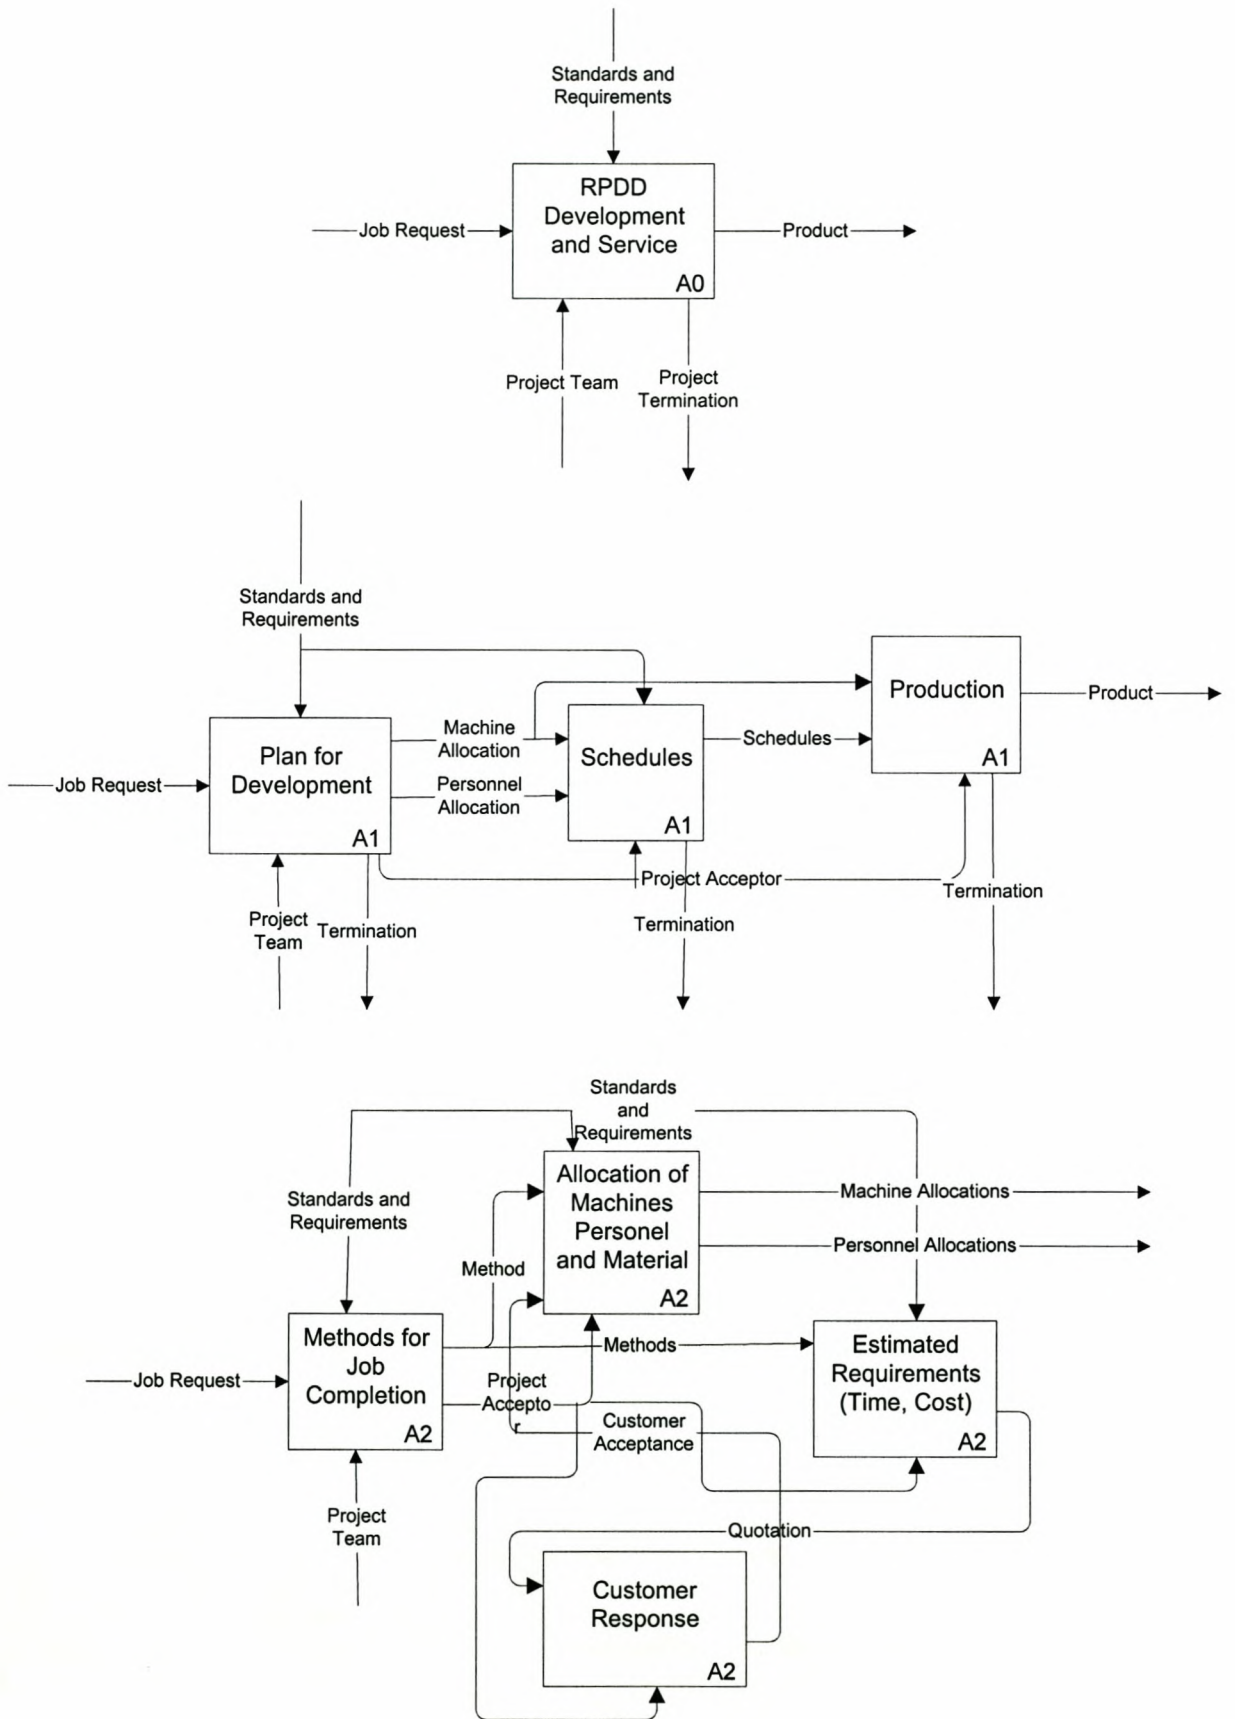 Standards and
Requirements
RPDD
Development
and Service
A0
Job Request
Product
Project Team
Project
Termination
Standards and
Requirements
Machine
Allocation
Personnel
Allocation
Plan for
Development
A1
Job Request
Schedules
A1
Schedules
Production
A1
Product
Project Acceptor
Project
Team
Termination
Termination
Termination
Standards
and
Requirements
Standards and
Requirements
Allocation of
Machines
Personel
and Material
A2
Machine Allocations
Personnel Allocations
Method
Methods for
Job
Completion
A2
Job Request
Methods
Project
Accepto
r
Customer
Acceptance
Estimated
Requirements
(Time, Cost)
A2
Project
Team
Quotation
Customer
Response
A2